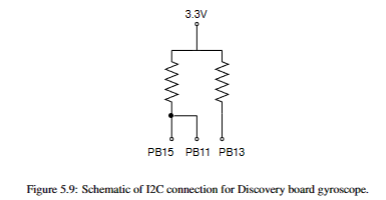 3.3V
PB15 PB11 PB13
Figure 5.9: Schematic of I2C connection for Discovery board gyroscope.